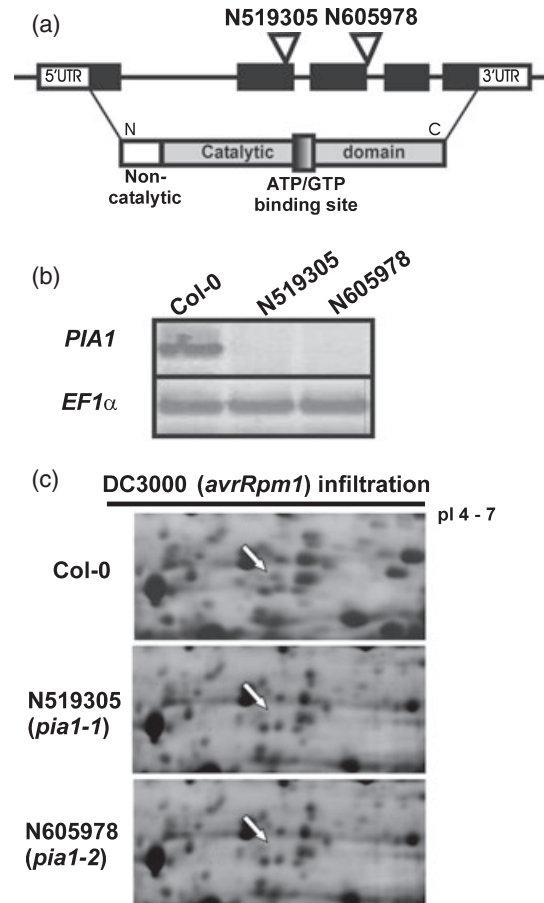 (a)
N519305 N605978
5'UTR
3'UTR
N
C
Catalytic
domain
Non-
catalytic
ATP/GTP
binding site
(b)
Col-0
N519305
N605978
PIA1
EF1α
(c)
DC3000 (avrRpm1) infiltration
pI 4 - 7
Col-0
N519305
(pia1-1)
N605978
(pia1-2)